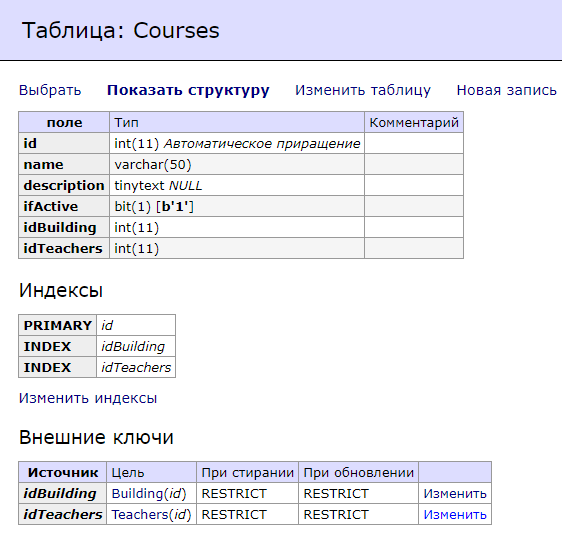 Таблица: Courses
Выбрать Показать структуру Изменить таблицу Новая запись
поле Тип Комментарий
id int(11) Автоматическое приращение
name varchar(50)
description tinytext NULL
ifActive bit(1) [b'1']
idBuilding int(11)
idTeachers int(11)
Индексы
PRIMARY id
INDEX idBuilding
INDEX idTeachers
Изменить индексы
Внешние ключи
Источник Цель При стирании При обновлении
idBuilding Building(id) RESTRICT RESTRICT Изменить
idTeachers Teachers(id) RESTRICT RESTRICT Изменить